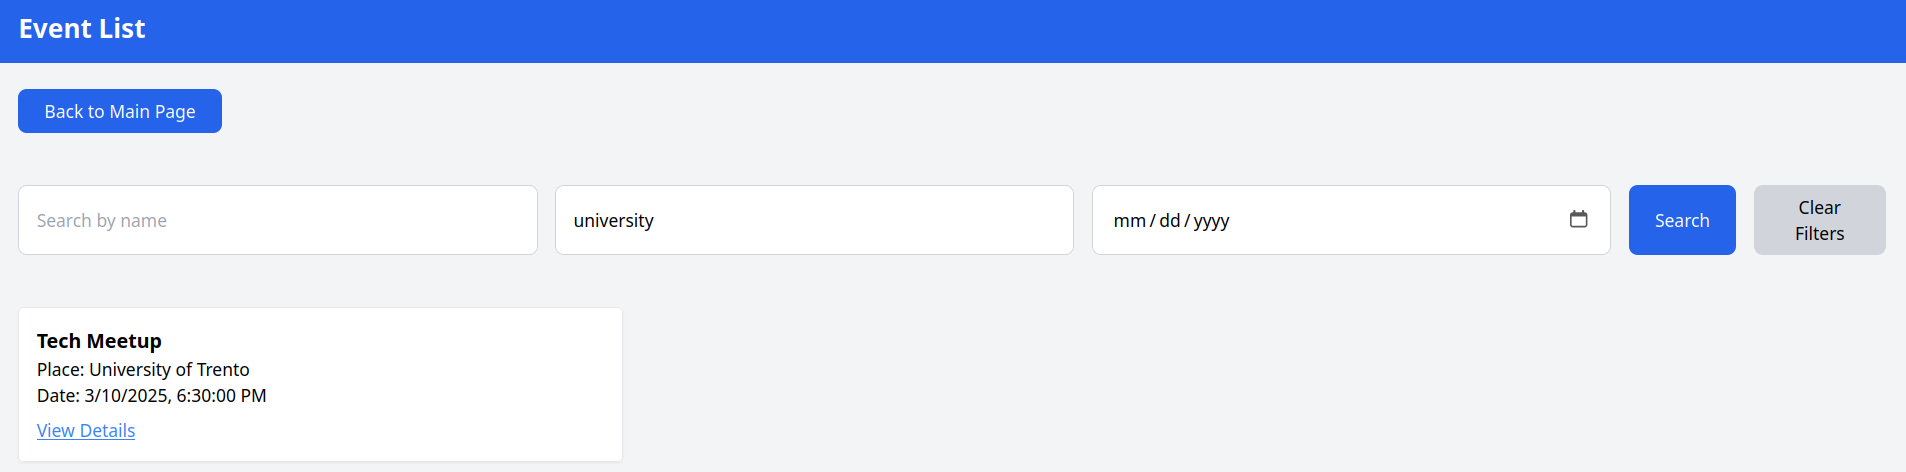 Event List
Back to Main Page
Search by name
university
mm/dd/yyyy
Search
Clear
Filters
Tech Meetup
Place: University of Trento
Date: 3/10/2025, 6:30:00 PM
View Details